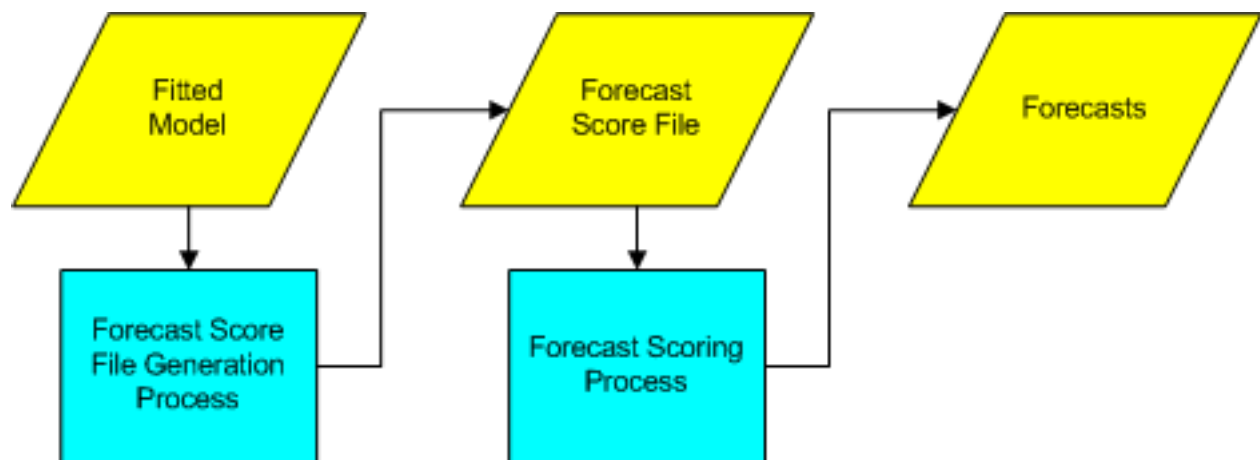 Fitted
Model
Forecast
Score File
Forecasts
Forecast Score
File Generation
Process
Forecast Scoring
Process